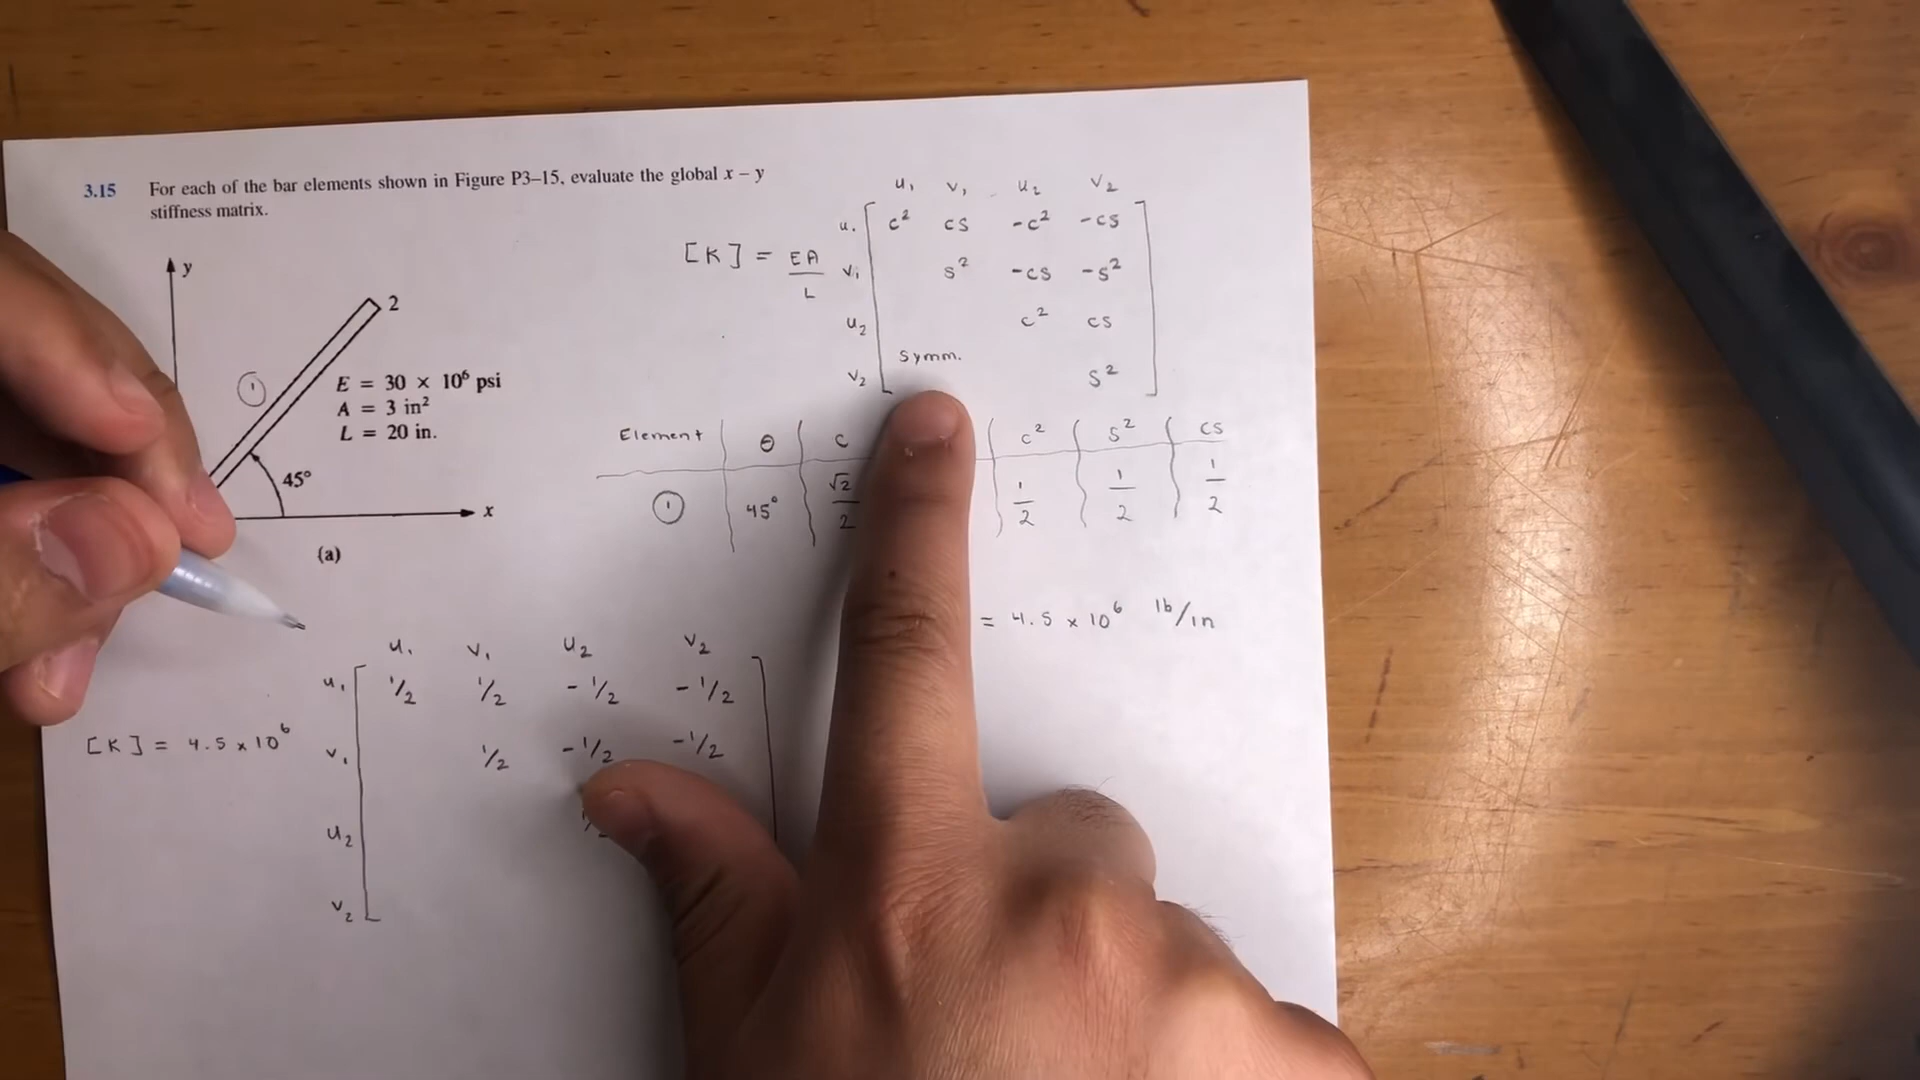 3.15 For each of the bar elements shown in Figure P3–15, evaluate the global x – y
stiffness matrix.
y
2
①
E = 30 × 10⁶ psi
A = 3 in²
L = 20 in.
45°
x
(a)
u₁ v₁ u₂ v₂
[K] = EA/L
u₁ c² cs -c² -cs
v₁ s² -cs -s²
u₂ c² cs
Symm.
v₂ s²
Element θ c c² s² cs
① 45° √2/2 1/2 1/2 1/2
= 4.5 × 10⁶ lb/in
u₁ v₁ u₂ v₂
u₁ 1/2 1/2 -1/2 -1/2
[K] = 4.5 × 10⁶
v₁ 1/2 -1/2 -1/2
u₂
v₂